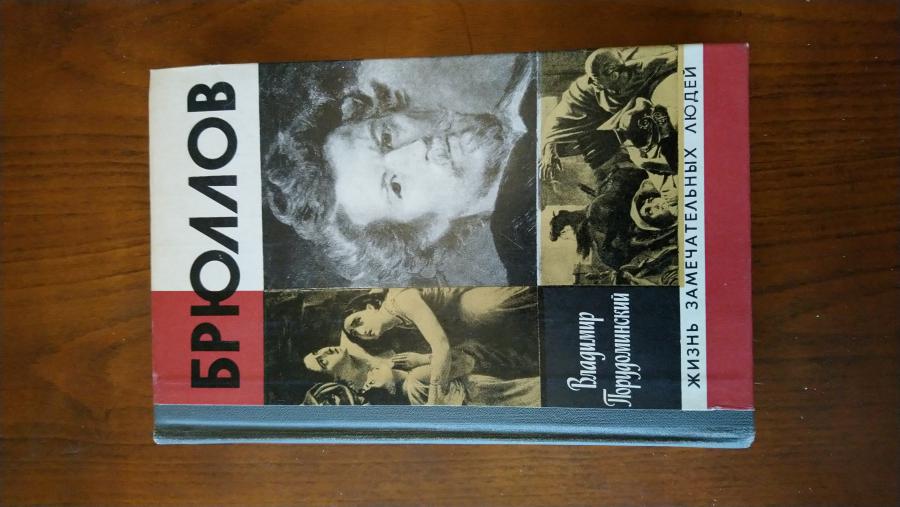 БРЮЛЛОВ
Владимир
Порудоминский
ЖИЗНЬ ЗАМЕЧАТЕЛЬНЫХ ЛЮДЕЙ